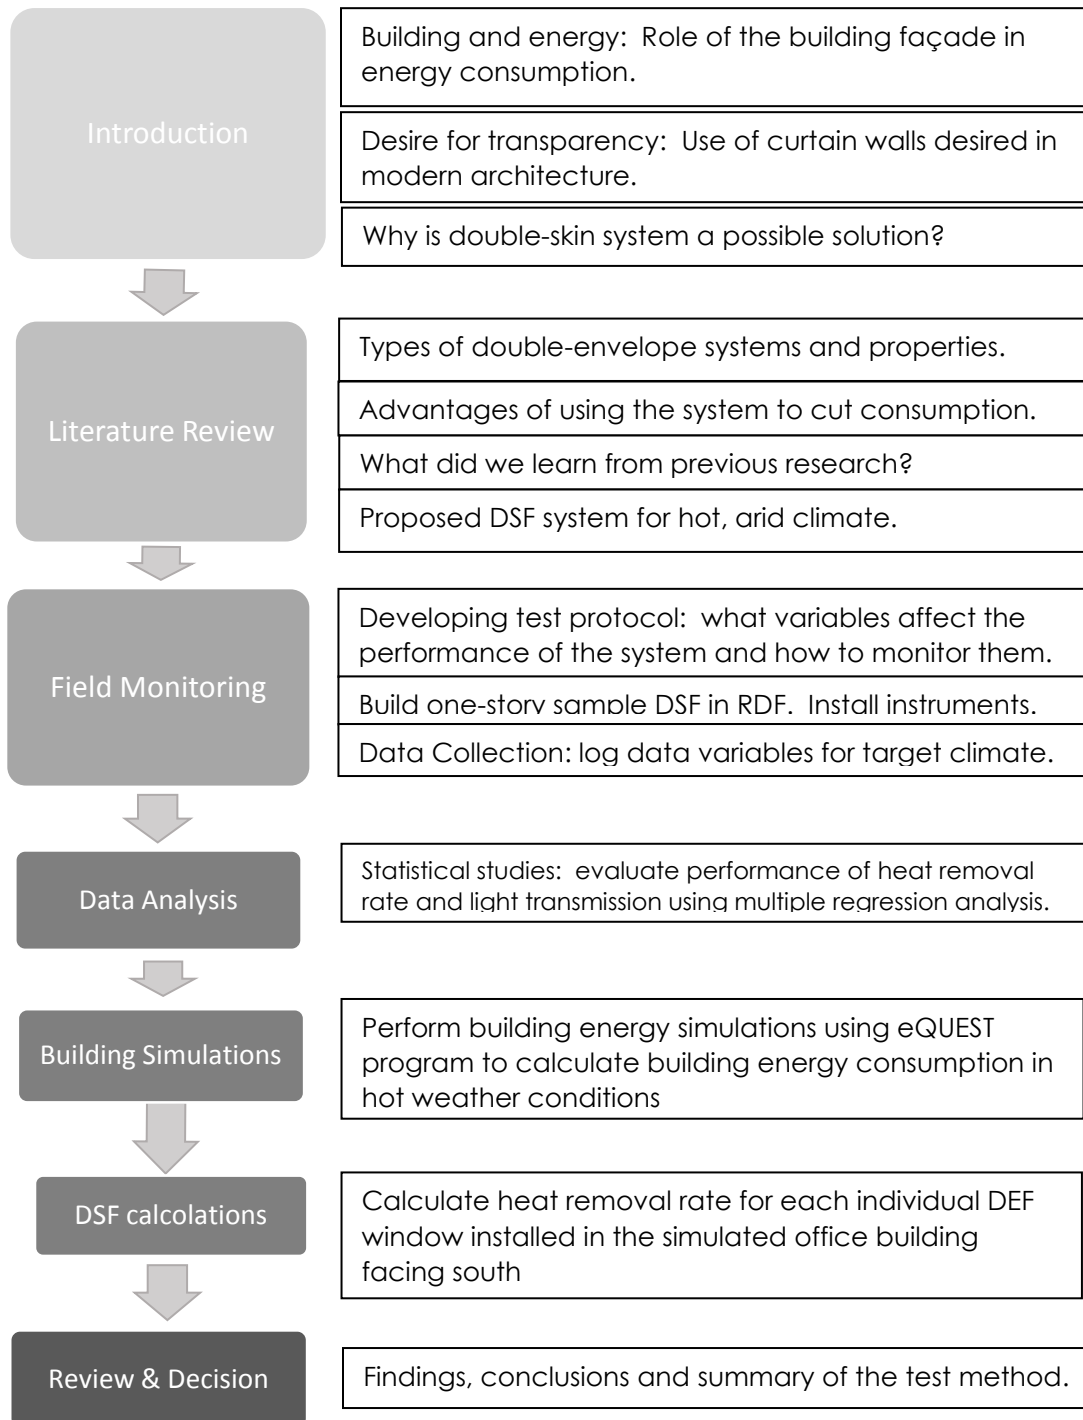 Introduction
Building and energy:  Role of the building façade in
energy consumption.
Desire for transparency:  Use of curtain walls desired in
modern architecture.
Why is double-skin system a possible solution?
Literature Review
Types of double-envelope systems and properties.
Advantages of using the system to cut consumption.
What did we learn from previous research?
Proposed DSF system for hot, arid climate.
Field Monitoring
Developing test protocol:  what variables affect the
performance of the system and how to monitor them.
Build one-story sample DSF in RDF.  Install instruments.
Data Collection: log data variables for target climate.
Data Analysis
Statistical studies:  evaluate performance of heat removal
rate and light transmission using multiple regression analysis.
Building Simulations
Perform building energy simulations using eQUEST
program to calculate building energy consumption in
hot weather conditions
DSF calcolations
Calculate heat removal rate for each individual DEF
window installed in the simulated office building
facing south
Review & Decision
Findings, conclusions and summary of the test method.